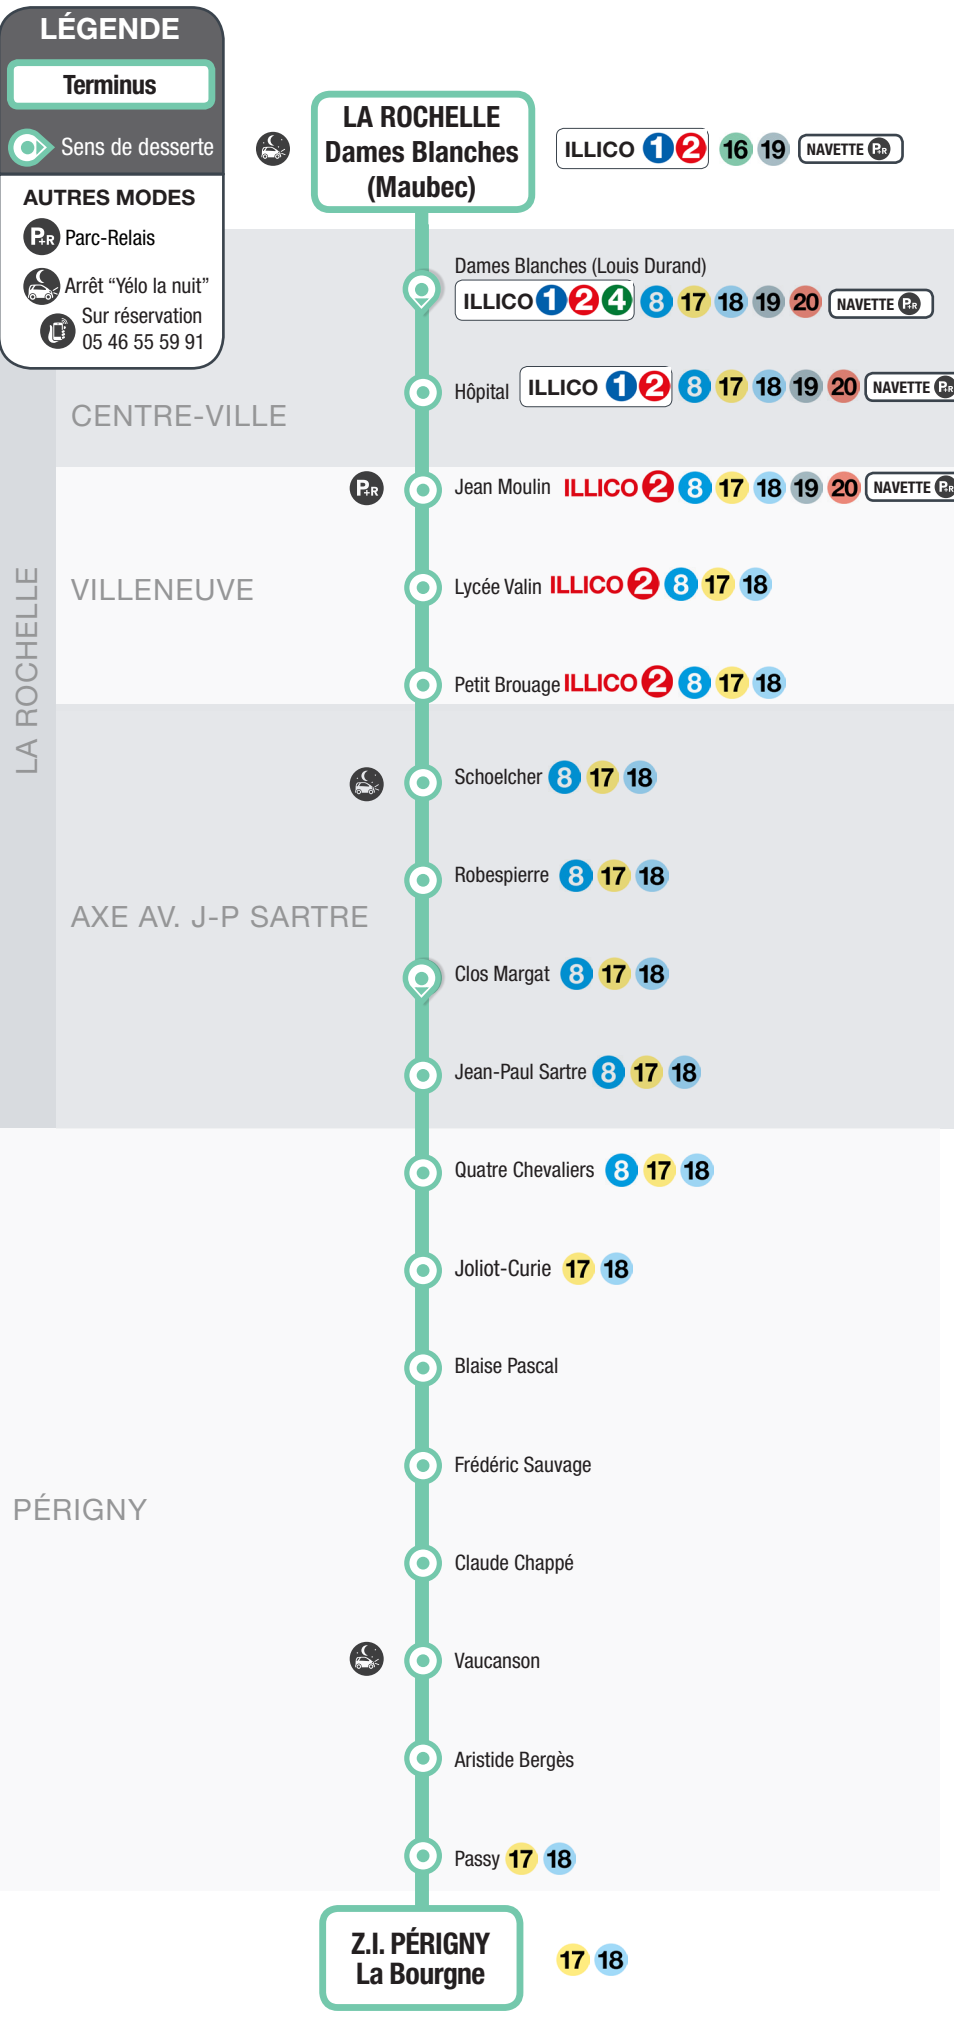 LÉGENDE
Terminus
Sens de desserte
AUTRES MODES
P+R Parc-Relais
Arrêt “Yélo la nuit”
Sur réservation
05 46 55 59 91
LA ROCHELLE
Dames Blanches
(Maubec)
ILLICO 1 2 16 19 NAVETTE P+R
LA ROCHELLE
CENTRE-VILLE
Dames Blanches (Louis Durand)
ILLICO 1 2 4 8 17 18 19 20 NAVETTE P+R
Hôpital ILLICO 1 2 8 17 18 19 20 NAVETTE P+R
VILLENEUVE
P+R Jean Moulin ILLICO 2 8 17 18 19 20 NAVETTE P+R
Lycée Valin ILLICO 2 8 17 18
Petit Brouage ILLICO 2 8 17 18
AXE AV. J-P SARTRE
Schoelcher 8 17 18
Robespierre 8 17 18
Clos Margat 8 17 18
Jean-Paul Sartre 8 17 18
PÉRIGNY
Quatre Chevaliers 8 17 18
Joliot-Curie 17 18
Blaise Pascal
Frédéric Sauvage
Claude Chappé
Vaucanson
Aristide Bergès
Passy 17 18
Z.I. PÉRIGNY
La Bourgne
17 18